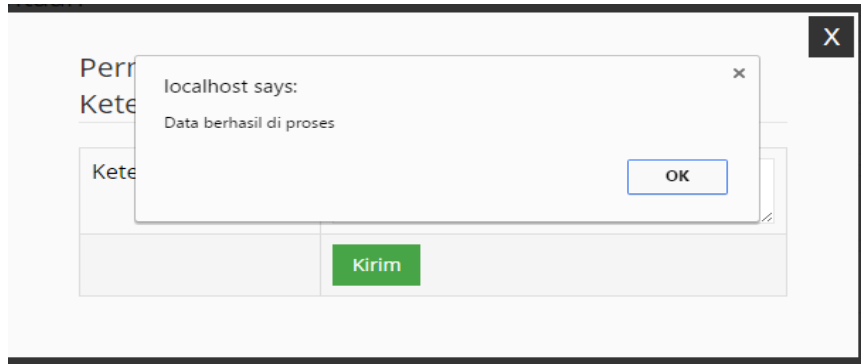 X
Perm
Kete
localhost says:
×
Data berhasil di proses
OK
Kete
Kirim